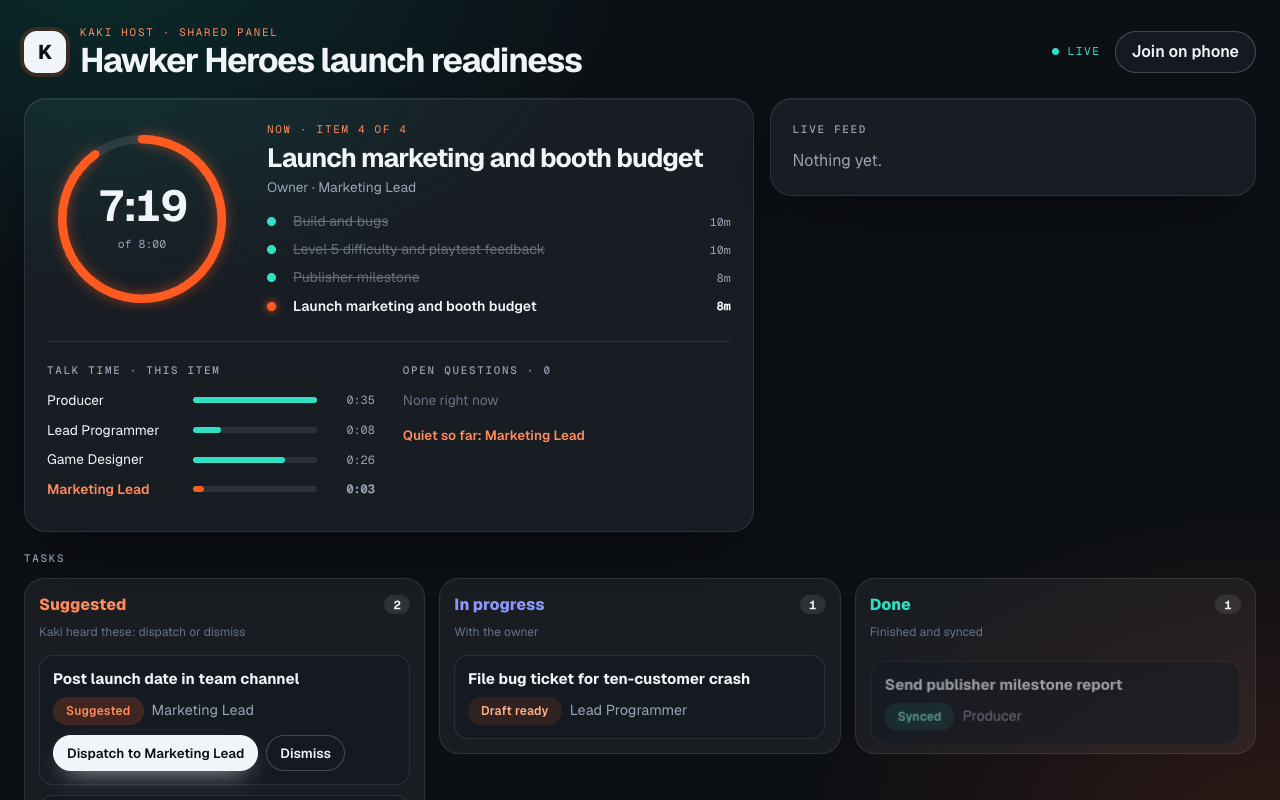 K
KAKI HOST · SHARED PANEL
Hawker Heroes launch readiness
LIVE
Join on phone
7:19
of 8:00
NOW · ITEM 4 OF 4
Launch marketing and booth budget
Owner · Marketing Lead
Build and bugs 10m
Level 5 difficulty and playtest feedback 10m
Publisher milestone 8m
Launch marketing and booth budget 8m
TALK TIME · THIS ITEM
Producer 0:35
Lead Programmer 0:08
Game Designer 0:26
Marketing Lead 0:03
OPEN QUESTIONS · 0
None right now
Quiet so far: Marketing Lead
LIVE FEED
Nothing yet.
TASKS
Suggested 2
Kaki heard these: dispatch or dismiss
Post launch date in team channel
Suggested Marketing Lead
Dispatch to Marketing Lead Dismiss
In progress 1
With the owner
File bug ticket for ten-customer crash
Draft ready Lead Programmer
Done 1
Finished and synced
Send publisher milestone report
Synced Producer